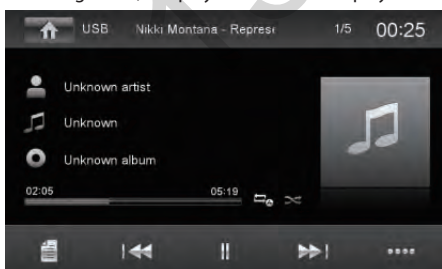 USB Nikki Montana - Represe 1/5 00:25
Unknown artist
Unknown
Unknown album
02:05 05:19